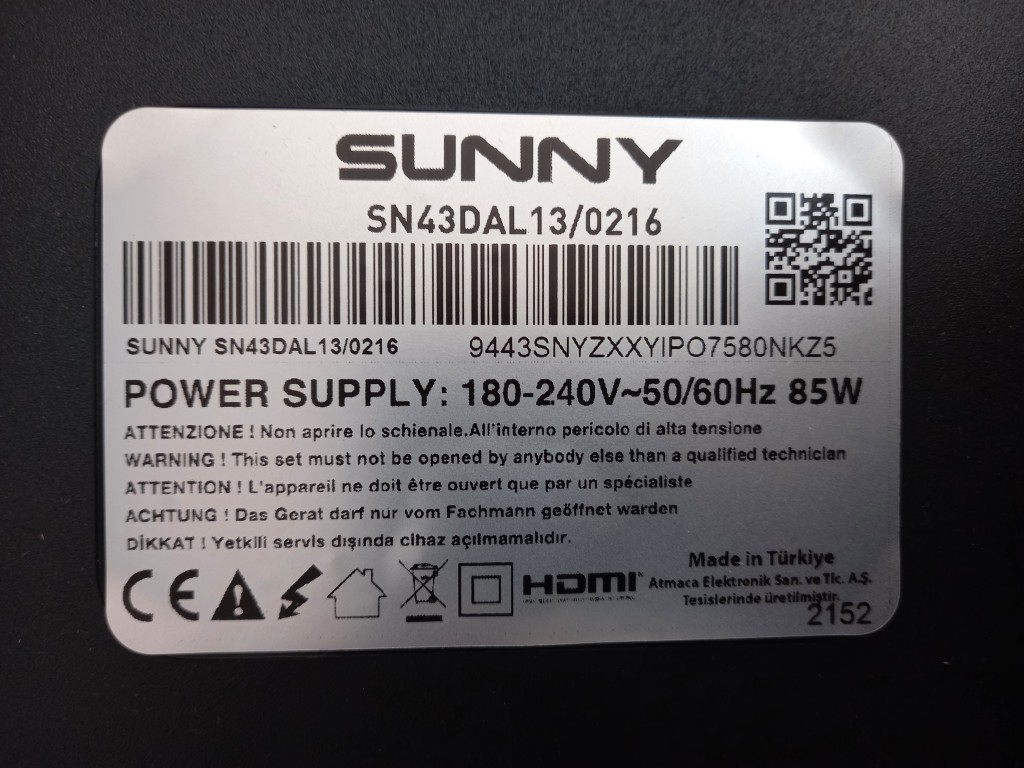 SUNNY
SN43DAL13/0216
SUNNY SN43DAL13/0216 9443SNYZXXYIPO7580NKZ5
POWER SUPPLY: 180-240V~50/60Hz 85W
ATTENZIONE ! Non aprire lo schienale.All'interno pericolo di alta tensione
WARNING ! This set must not be opened by anybody else than a qualified technician
ATTENTION ! L'appareil ne doit être ouvert que par un spécialiste
ACHTUNG ! Das Gerat darf nur vom Fachmann geöffnet warden
DİKKAT ! Yetkili servis dışında cihaz açılmamalıdır.
CE HDMI
Made in Türkiye
Atmaca Elektronik San. ve Tic. A.Ş.
Tesislerinde üretilmiştir.
2152